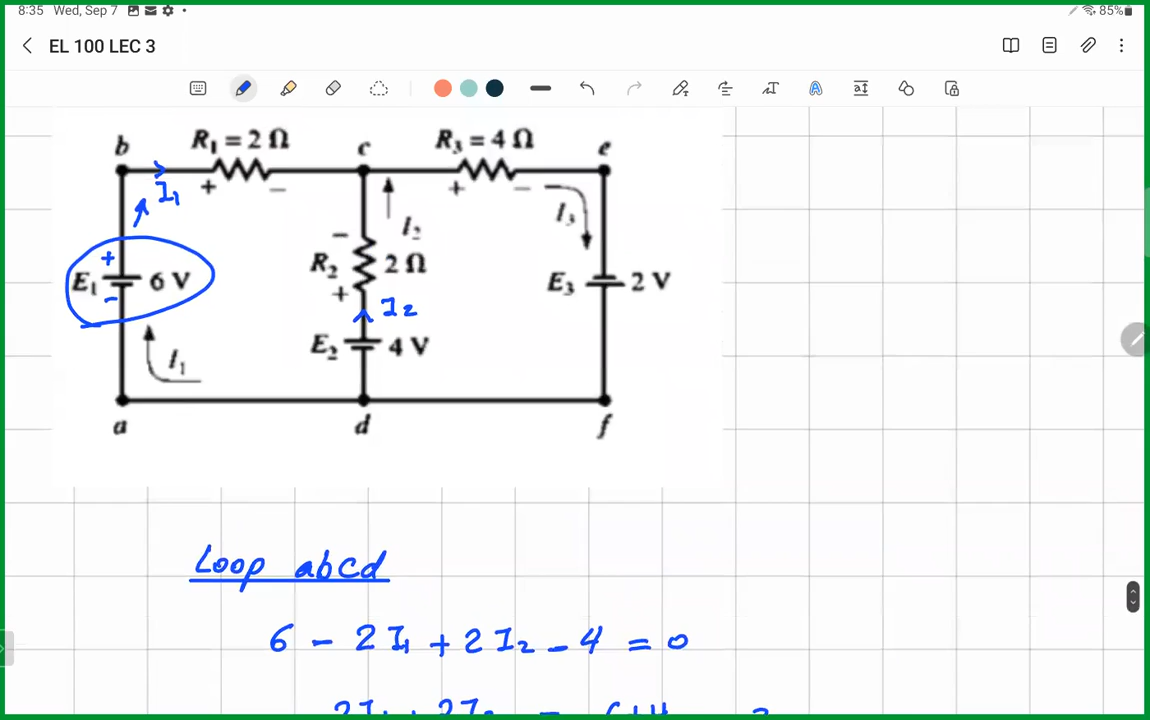 8:35 Wed, Sep 7
85%
EL 100 LEC 3
b R₁ = 2 Ω c R₃ = 4 Ω e
+ − + −
I₁
I₂ I₃
+ −
R₂ 2 Ω
E₁ 6 V E₃ 2 V
− + I₂
E₂ 4 V
I₁
a d f
Loop abcd
6 − 2I₁ + 2I₂ − 4 = 0